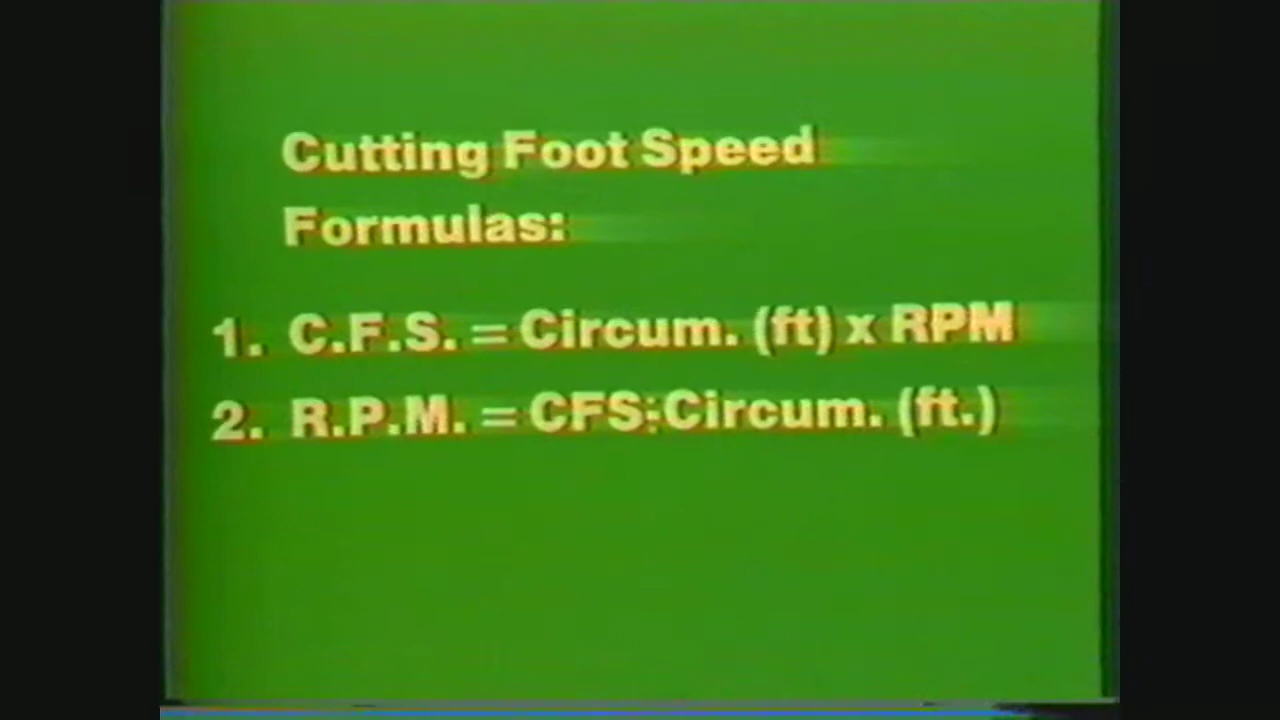 Cutting Foot Speed
Formulas:
1. C.F.S. = Circum. (ft) x RPM
2. R.P.M. = CFS÷Circum. (ft.)